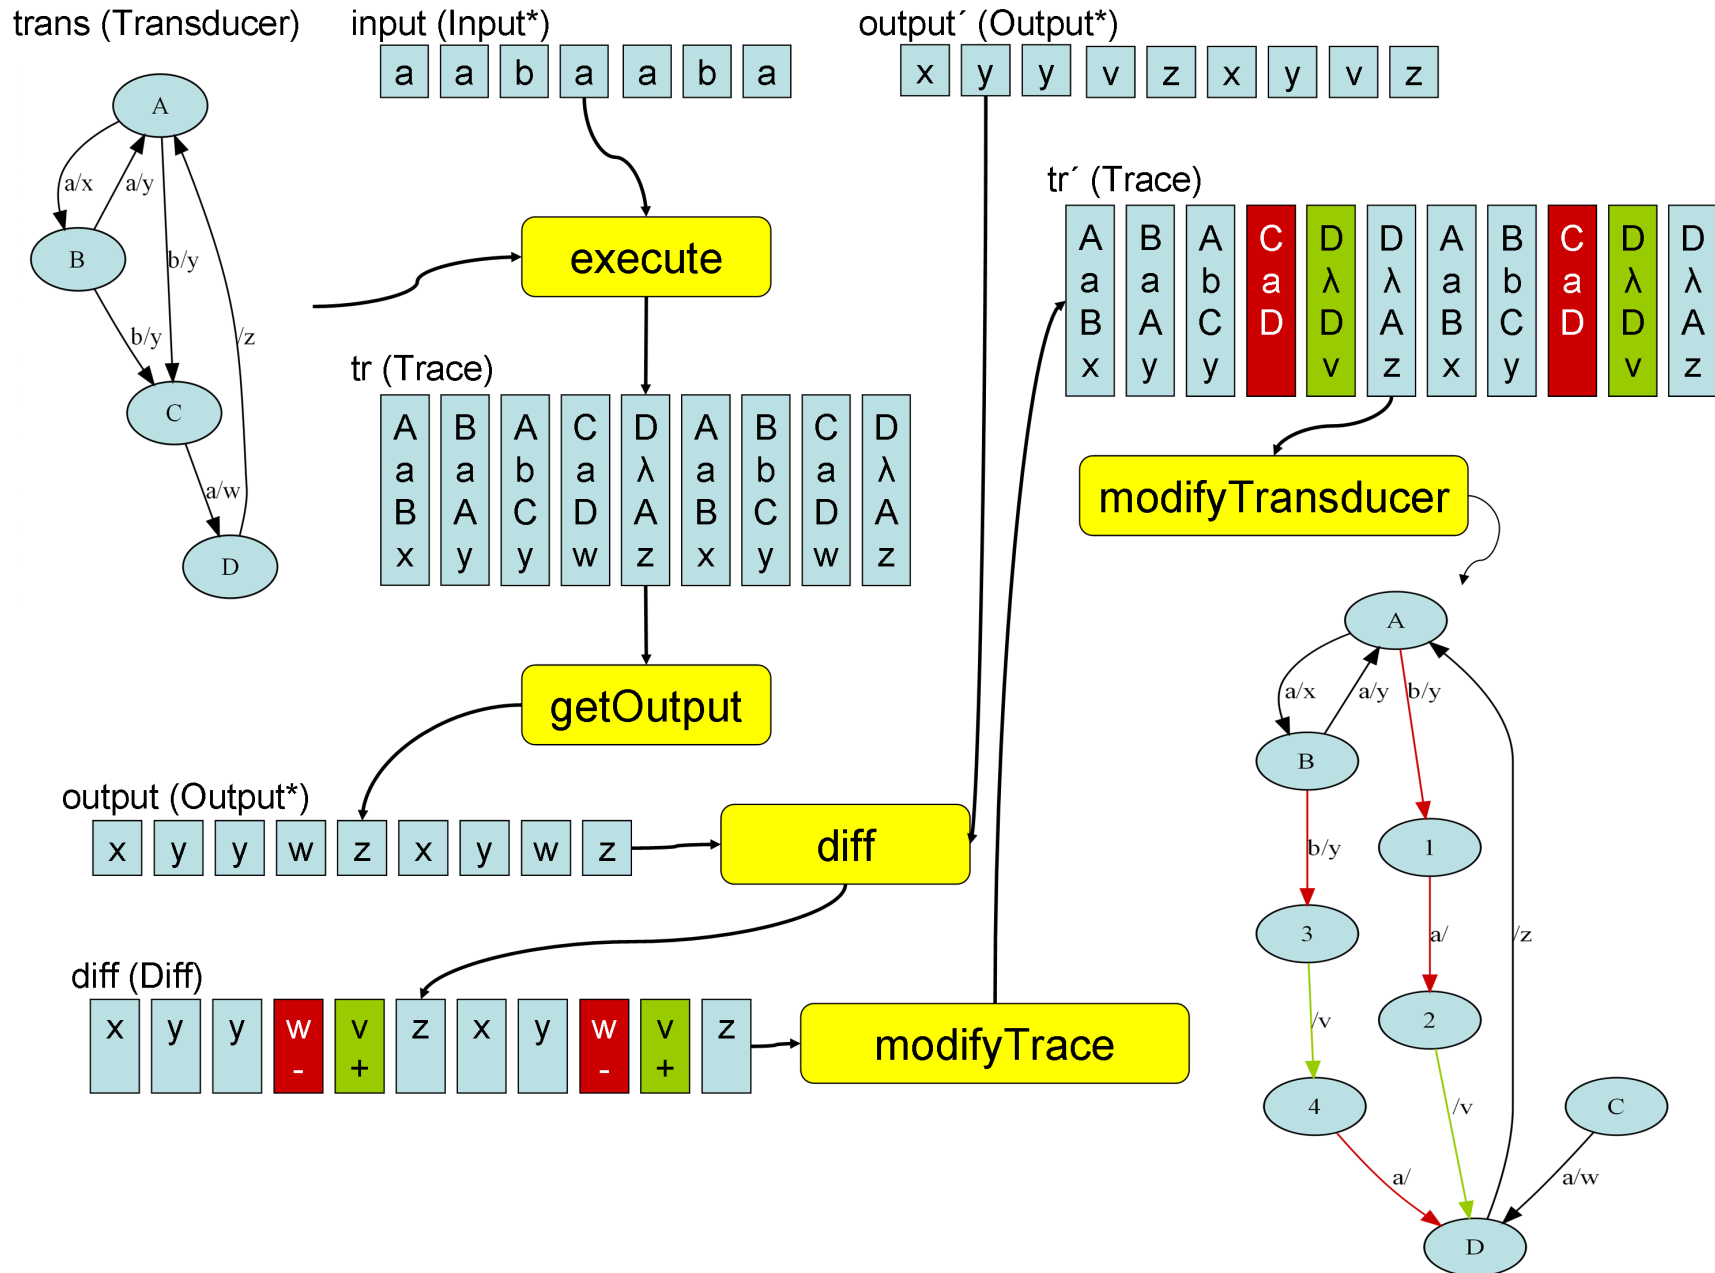 trans (Transducer)
A
a/x
a/y
B
b/y
b/y
/z
C
a/w
D
input (Input*)
a a b a a b a
execute
tr (Trace)
A B A C D A B C D
a a b a λ a b a λ
B A C D A B C D A
x y y w z x y w z
getOutput
output (Output*)
x y y w z x y w z
diff
diff (Diff)
x y y w v z x y w v z
- + - +
modifyTrace
output´ (Output*)
x y y v z x y v z
tr´ (Trace)
A B A C D D A B C D D
a a b a λ λ a b a λ λ
B A C D D A B C D D A
x y y v z x y v z
modifyTransducer
A
a/x
a/y
b/y
B
1
b/y
3
a/
/z
2
/v
/v
4
C
a/
a/w
D